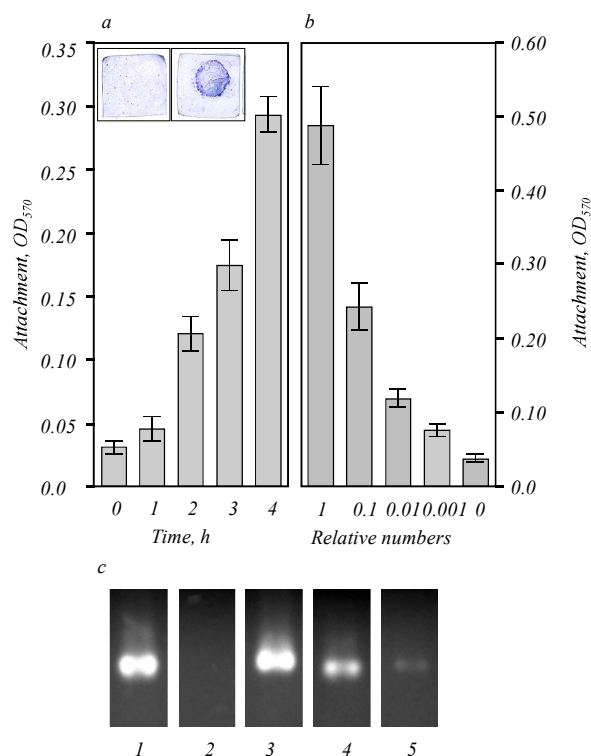 a
b
0.35
0.30
0.25
0.20
0.15
0.10
0.05
0.0
Attachment, OD570
0 1 2 3 4
Time, h
0.60
0.50
0.40
0.30
0.20
0.10
0.0
Attachment, OD570
1 0.1 0.01 0.001 0
Relative numbers
c
1 2 3 4 5